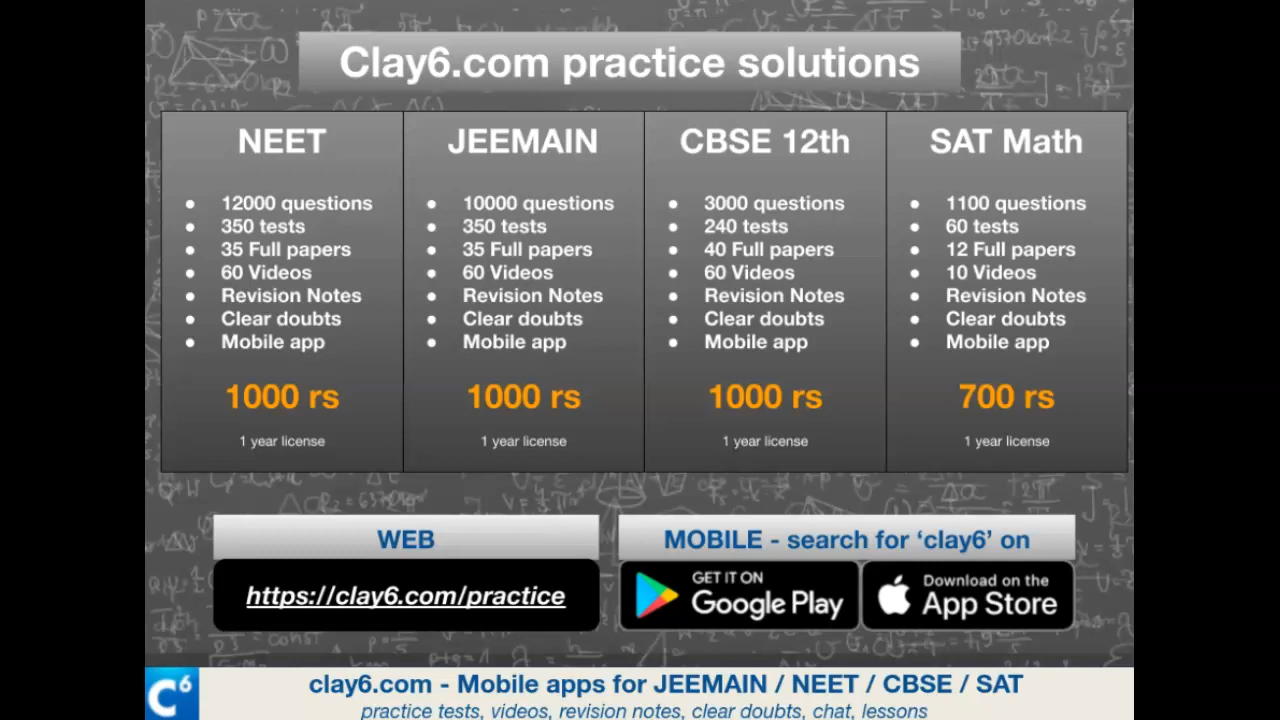 Clay6.com practice solutions
NEET
12000 questions
350 tests
35 Full papers
60 Videos
Revision Notes
Clear doubts
Mobile app
1000 rs
1 year license
JEEMAIN
10000 questions
350 tests
35 Full papers
60 Videos
Revision Notes
Clear doubts
Mobile app
1000 rs
1 year license
CBSE 12th
3000 questions
240 tests
40 Full papers
60 Videos
Revision Notes
Clear doubts
Mobile app
1000 rs
1 year license
SAT Math
1100 questions
60 tests
12 Full papers
10 Videos
Revision Notes
Clear doubts
Mobile app
700 rs
1 year license
WEB
https://clay6.com/practice
MOBILE - search for ‘clay6’ on
GET IT ON
Google Play
Download on the
App Store
C6
clay6.com - Mobile apps for JEEMAIN / NEET / CBSE / SAT
practice tests, videos, revision notes, clear doubts, chat, lessons